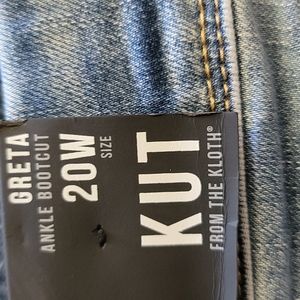 GRETA
ANKLE BOOTCUT
20W
SIZE
KUT
FROM THE KLOTH®